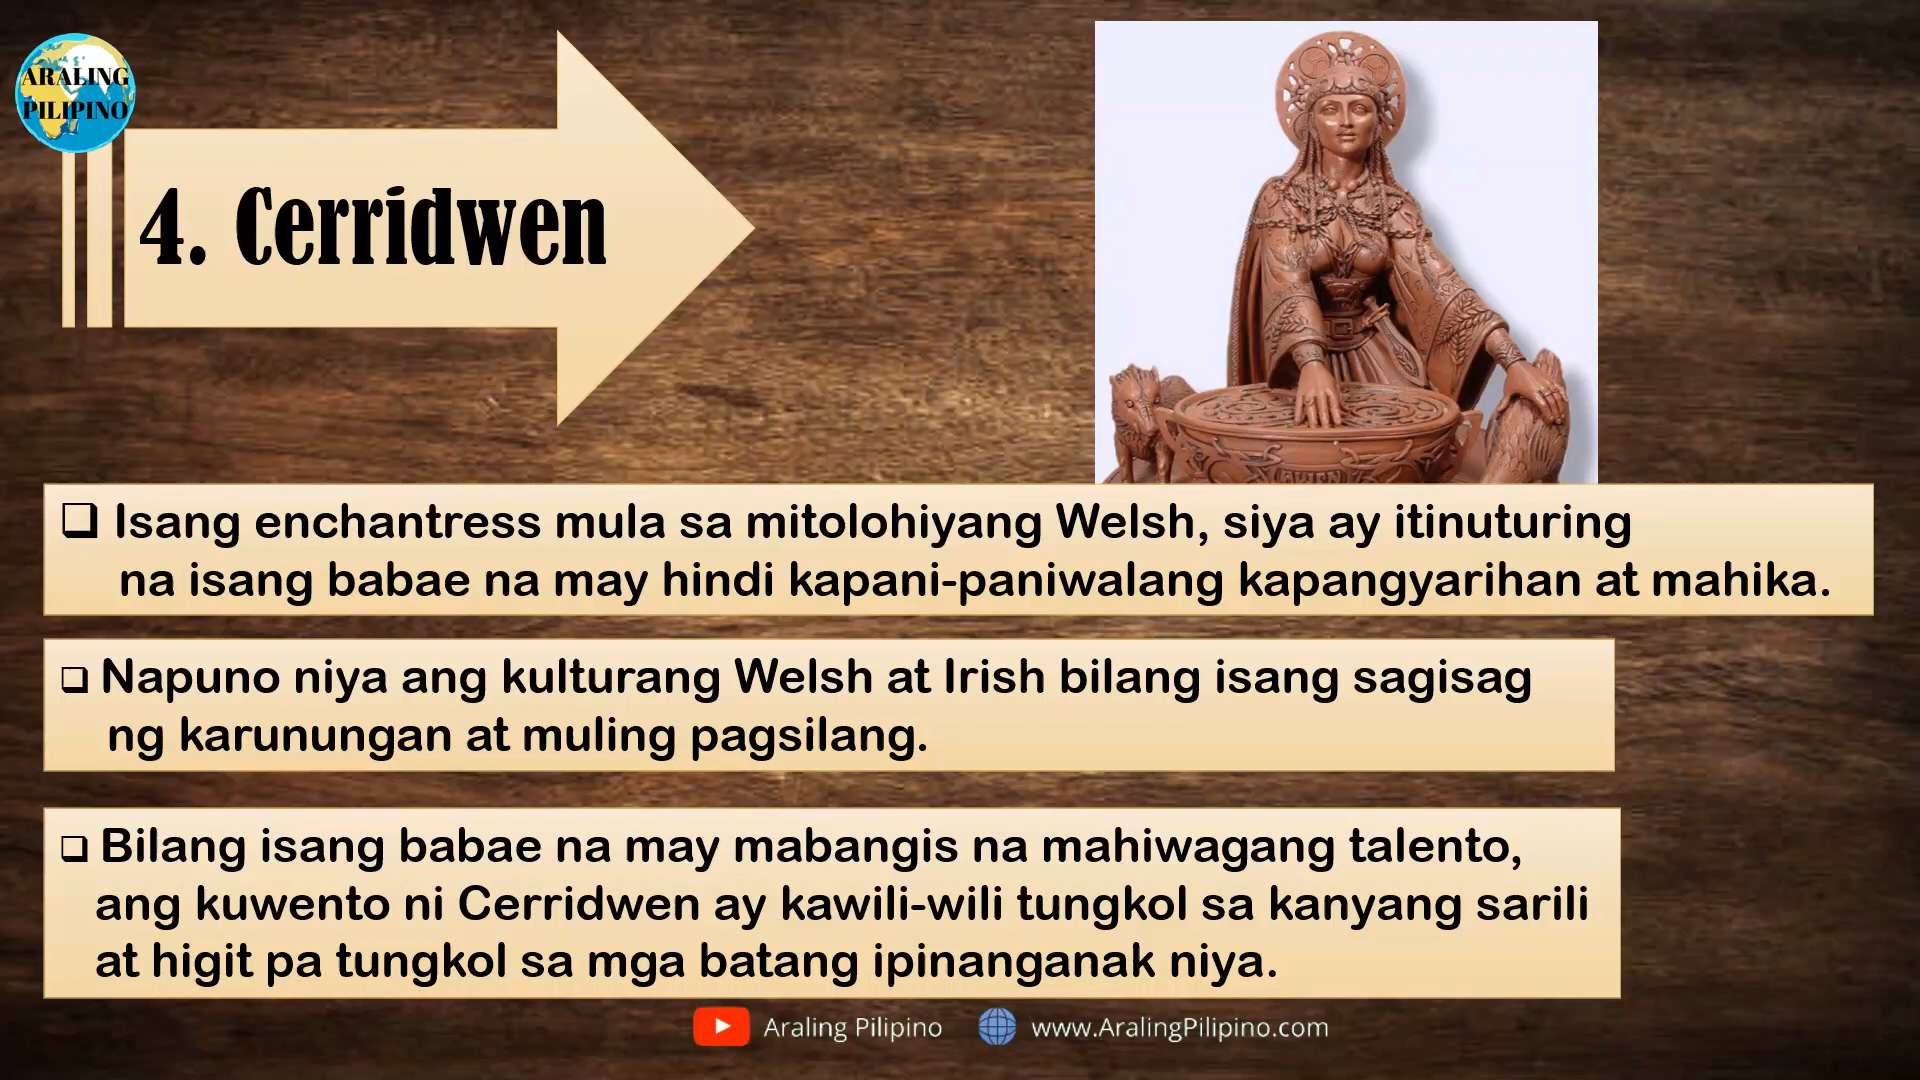 ARALING
PILIPINO
4. Cerridwen
Isang enchantress mula sa mitolohiyang Welsh, siya ay itinuturing
na isang babae na may hindi kapani-paniwalang kapangyarihan at mahika.
Napuno niya ang kulturang Welsh at Irish bilang isang sagisag
ng karunungan at muling pagsilang.
Bilang isang babae na may mabangis na mahiwagang talento,
ang kuwento ni Cerridwen ay kawili-wili tungkol sa kanyang sarili
at higit pa tungkol sa mga batang ipinanganak niya.
Araling Pilipino www.AralingPilipino.com